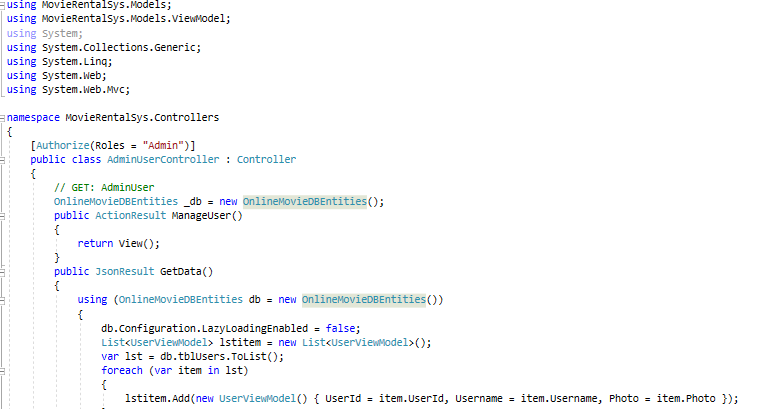 using MovieRentalSys.Models;
using MovieRentalSys.Models.ViewModel;
using System;
using System.Collections.Generic;
using System.Linq;
using System.Web;
using System.Web.Mvc;
namespace MovieRentalSys.Controllers
{
[Authorize(Roles = "Admin")]
public class AdminUserController : Controller
{
// GET: AdminUser
OnlineMovieDBEntities _db = new OnlineMovieDBEntities();
public ActionResult ManageUser()
{
return View();
}
public JsonResult GetData()
{
using (OnlineMovieDBEntities db = new OnlineMovieDBEntities())
{
db.Configuration.LazyLoadingEnabled = false;
List<UserViewModel> lstitem = new List<UserViewModel>();
var lst = db.tblUsers.ToList();
foreach (var item in lst)
{
lstitem.Add(new UserViewModel() { UserId = item.UserId, Username = item.Username, Photo = item.Photo });